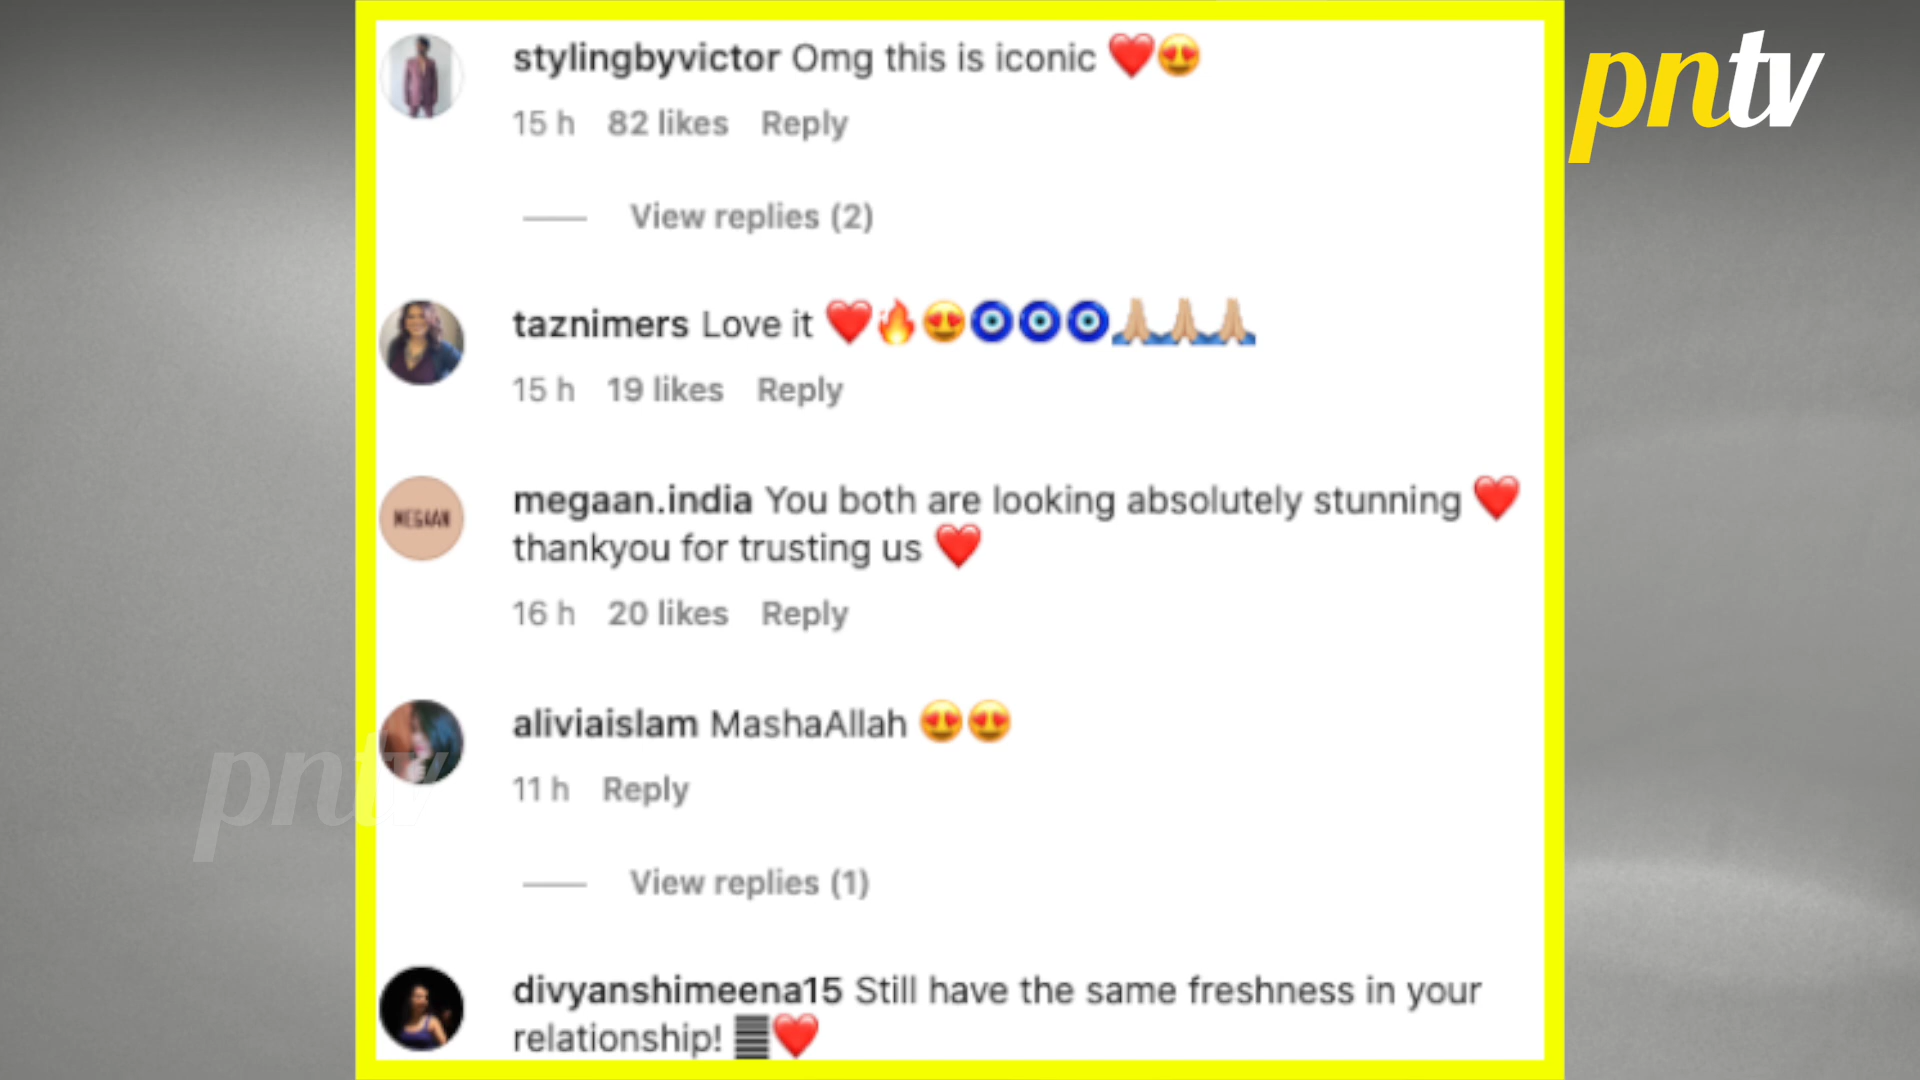 stylingbyvictor Omg this is iconic ❤️😍
15 h 82 likes Reply
View replies (2)
taznimers Love it ❤️🔥😍🧿🧿🧿🙏🏼🙏🏼🙏🏼
15 h 19 likes Reply
MEGAAN
megaan.india You both are looking absolutely stunning ❤️
thankyou for trusting us ❤️
16 h 20 likes Reply
aliviaislam MashaAllah 😍😍
11 h Reply
View replies (1)
divyanshimeena15 Still have the same freshness in your
relationship! ❤️
pntv
pntv